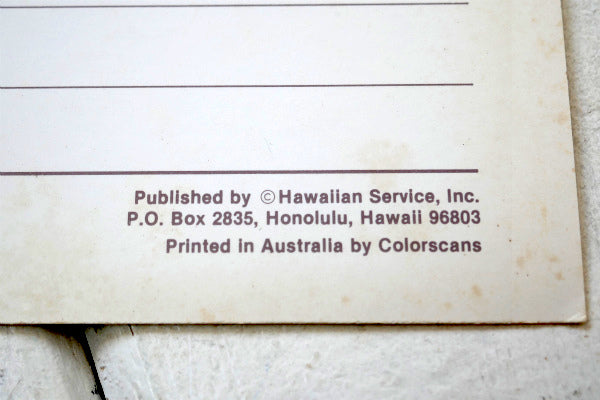 Published by ©Hawaiian Service, Inc.
P.O. Box 2835, Honolulu, Hawaii 96803
Printed in Australia by Colorscans